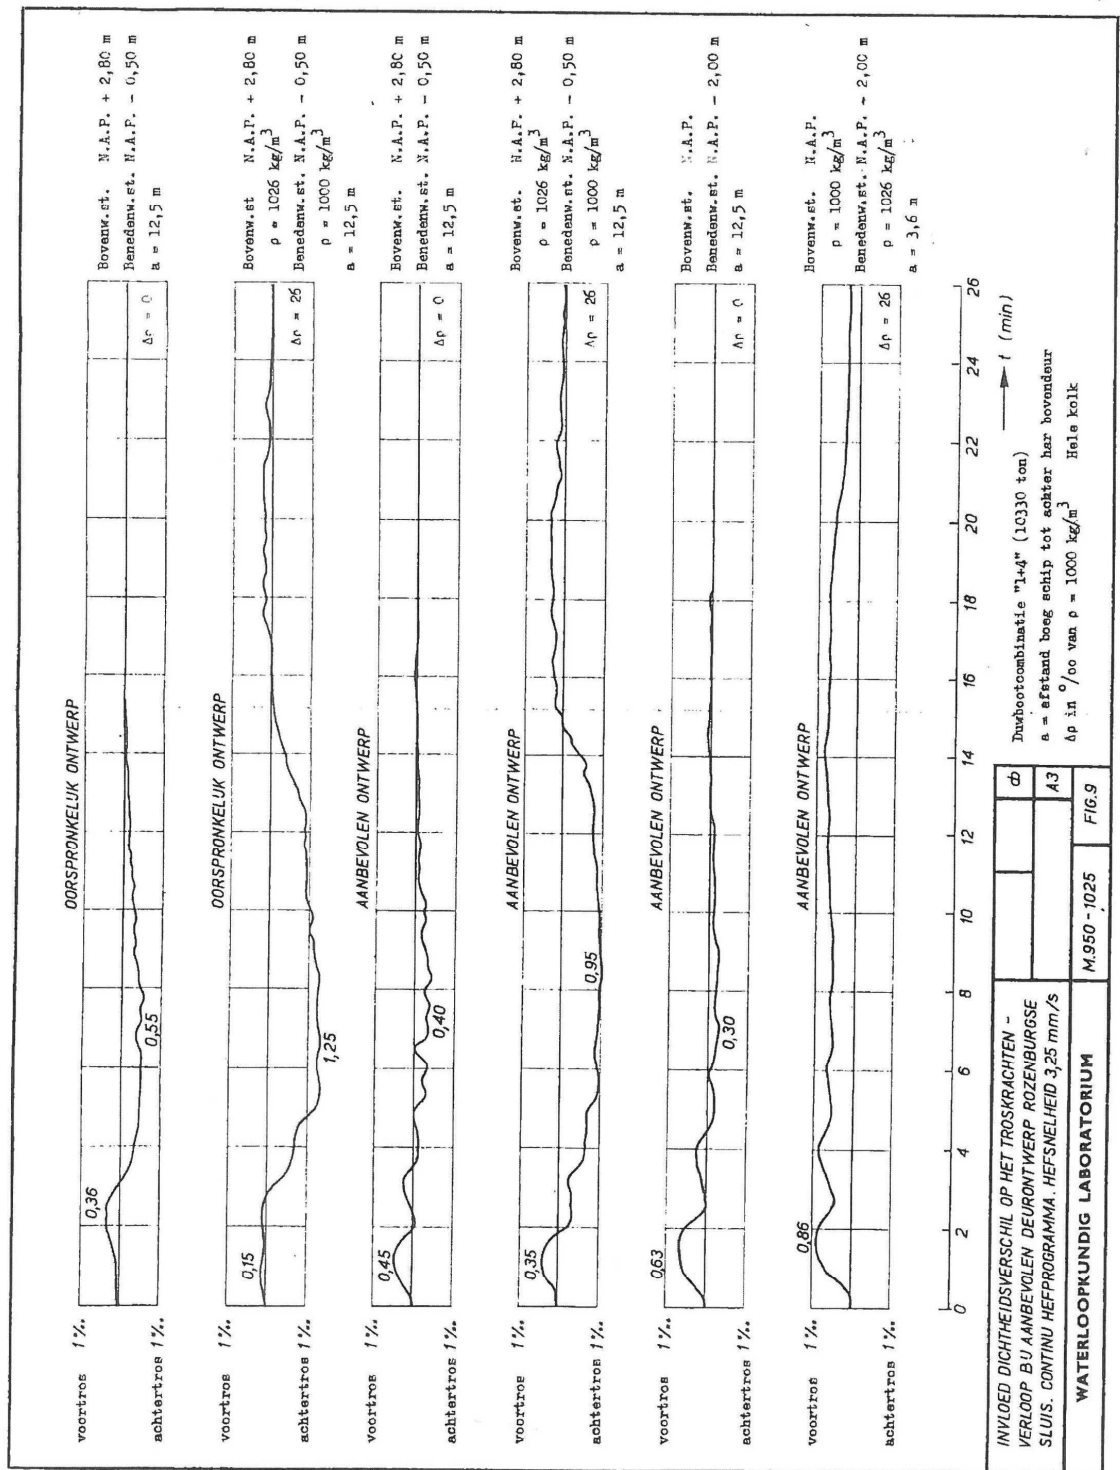 OORSPRONKELIJK ONTWERP
voortros 1‰
achtertros 1‰
0,36
0,55
Δρ = 0
Bovenw.st. N.A.P. + 2,80 m
Benedenw.st. N.A.P. - 0,50 m
a = 12,5 m
OORSPRONKELIJK ONTWERP
voortros 1‰
achtertros 1‰
0,15
1,25
Δρ = 26
Bovenw.st N.A.P. + 2,80 m
ρ = 1026 kg/m³
Benedenw.st. N.A.P. - 0,50 m
ρ = 1000 kg/m³
a = 12,5 m
AANBEVOLEN ONTWERP
voortros 1‰
achtertros 1‰
0,45
0,40
Δρ = 0
Bovenw.st. N.A.P. + 2,80 m
Benedenw.st. N.A.P. - 0,50 m
a = 12,5 m
AANBEVOLEN ONTWERP
voortros 1‰
achtertros 1‰
0,35
0,95
Δρ = 26
Bovenw.st. N.A.P. + 2,80 m
ρ = 1026 kg/m³
Benedenw.st. N.A.P. - 0,50 m
ρ = 1000 kg/m³
a = 12,5 m
AANBEVOLEN ONTWERP
voortros 1‰
achtertros 1‰
0,63
0,30
Δρ = 0
Bovenw.st. N.A.P.
Benedenw.st. N.A.P. - 2,00 m
a = 12,5 m
AANBEVOLEN ONTWERP
voortros 1‰
achtertros 1‰
0,86
Δρ = 26
Bovenw.st. N.A.P.
ρ = 1000 kg/m³
Benedenw.st. N.A.P. - 2,00 m
ρ = 1026 kg/m³
a = 3,6 m
0 2 4 6 8 10 12 14 16 18 20 22 24 26
t (min)
Duwbootcombinatie "1+4" (10330 ton)
a = afstand boeg schip tot achter har bovendeur
Δρ in °/oo van ρ = 1000 kg/m³ Hele kolk
INVLOED DICHTHEIDSVERSCHIL OP HET TROSKRACHTEN -
VERLOOP BIJ AANBEVOLEN DEURONTWERP ROZENBURGSE
SLUIS. CONTINU HEFPROGRAMMA. HEFSNELHEID 3,25 mm/s
db
A3
WATERLOOPKUNDIG LABORATORIUM
M.950 - 1025
FIG.9